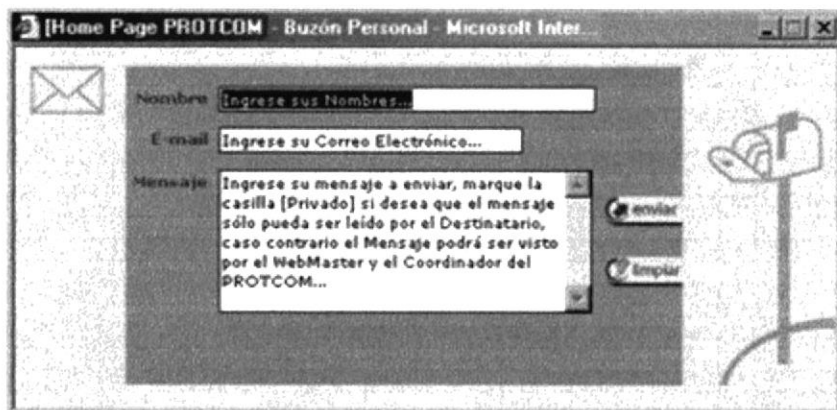 [Home Page PROTCOM - Buzón Personal - Microsoft Inter...
Nombre Ingrese sus Nombres...
E-mail Ingrese su Correo Electrónico...
Mensaje Ingrese su mensaje a enviar, marque la
casilla [Privado] si desea que el mensaje
sólo pueda ser leído por el Destinatario,
caso contrario el Mensaje podrá ser visto
por el WebMaster y el Coordinador del
PROTCOM...
enviar
limpiar